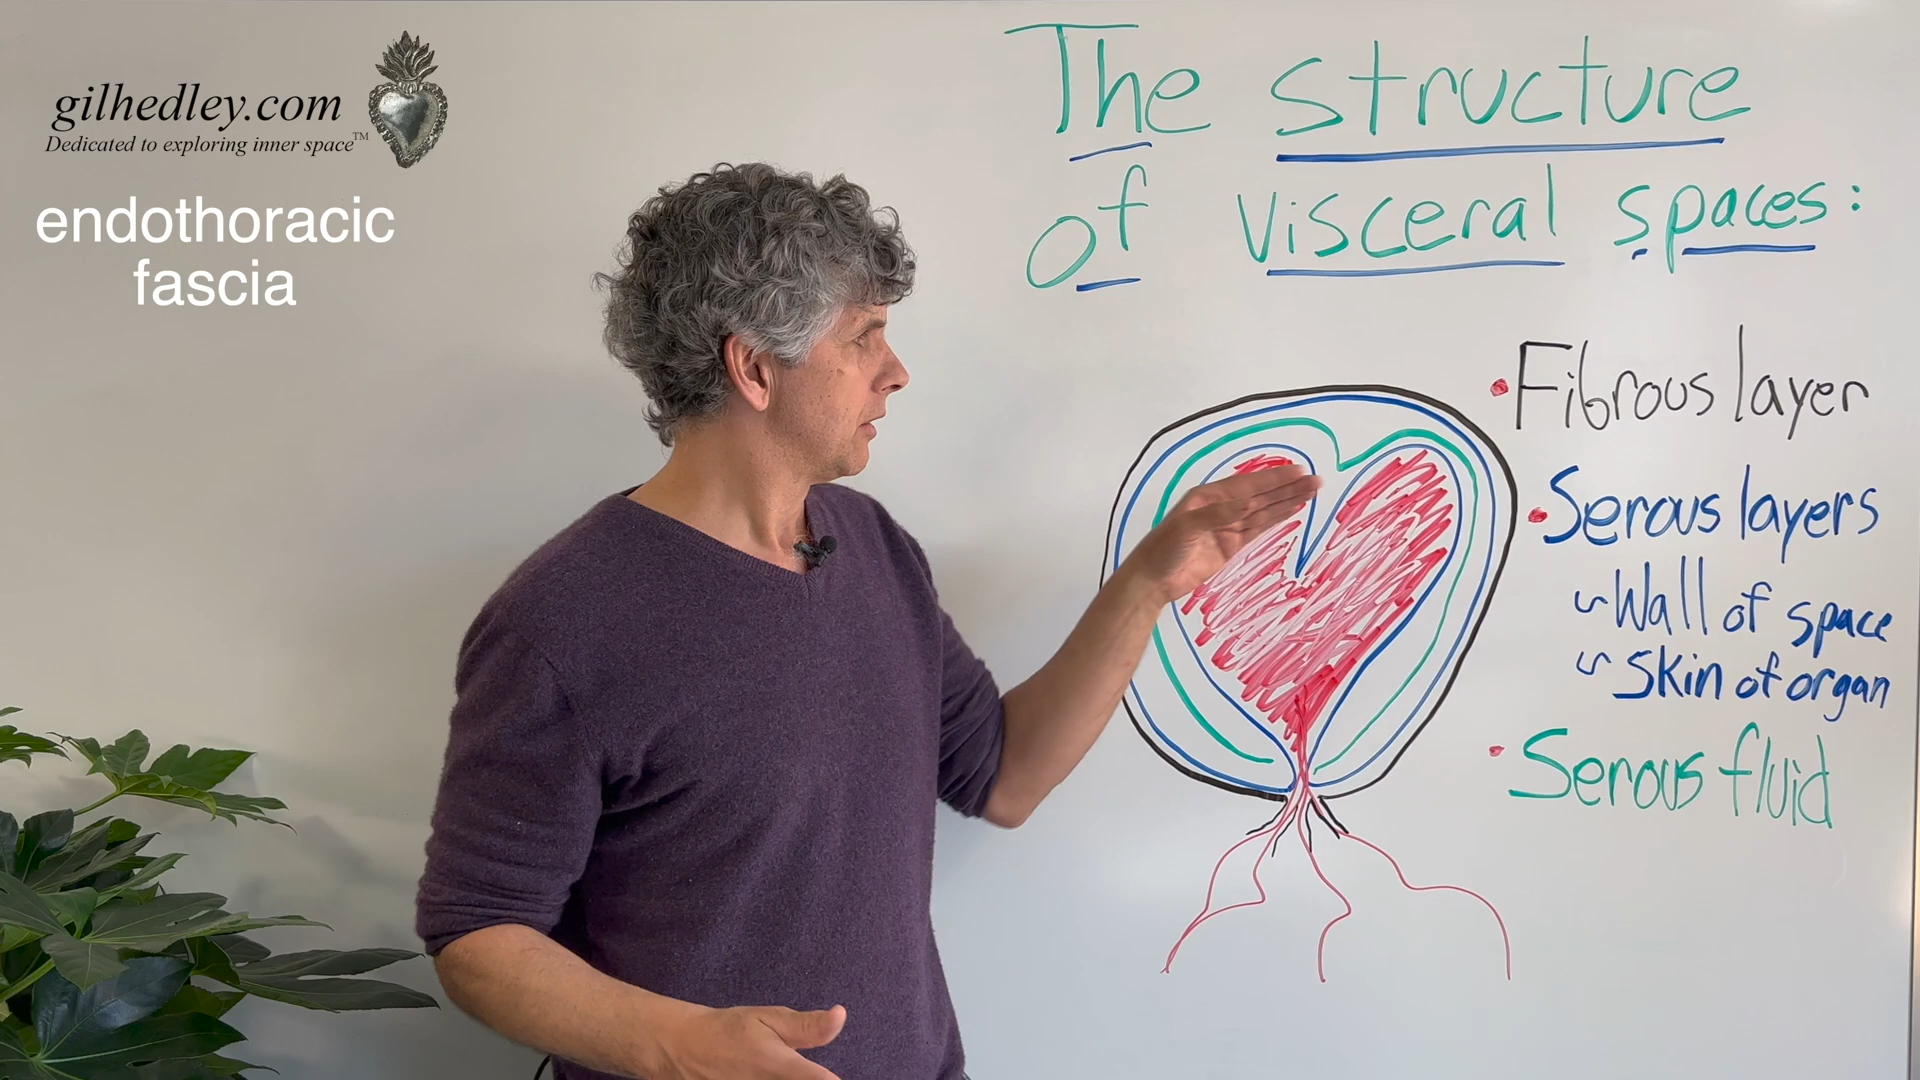 gilhedley.com
Dedicated to exploring inner space™
endothoracic
fascia
The structure
of visceral spaces:
• Fibrous layer
• Serous layers
~ Wall of space
~ Skin of organ
• Serous fluid